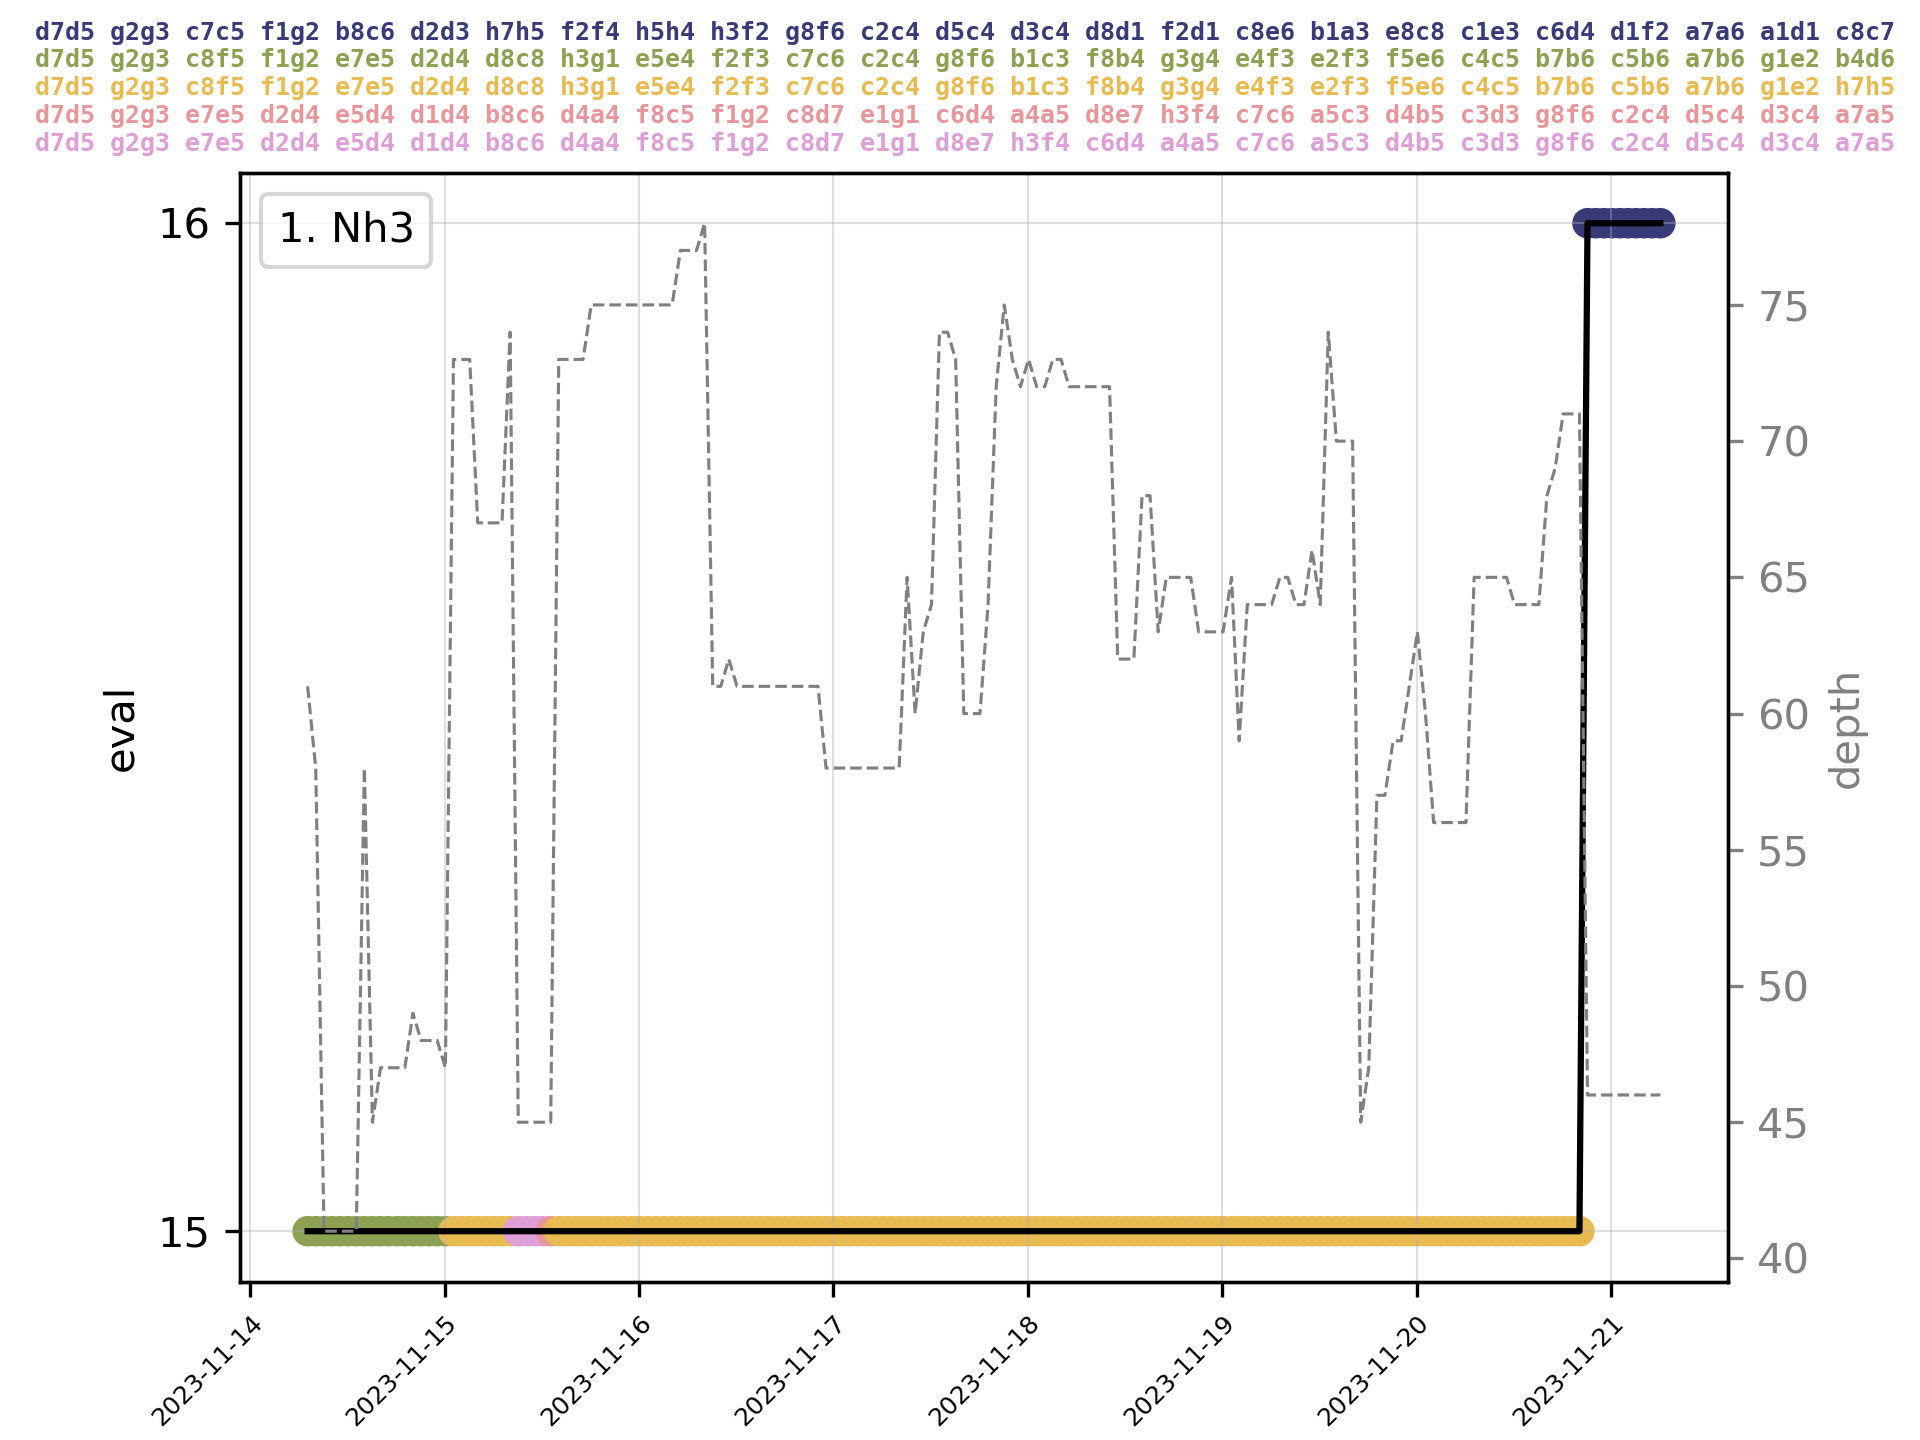 d7d5 g2g3 c7c5 f1g2 b8c6 d2d3 h7h5 f2f4 h5h4 h3f2 g8f6 c2c4 d5c4 d3c4 d8d1 f2d1 c8e6 b1a3 e8c8 c1e3 c6d4 d1f2 a7a6 a1d1 c8c7
d7d5 g2g3 c8f5 f1g2 e7e5 d2d4 d8c8 h3g1 e5e4 f2f3 c7c6 c2c4 g8f6 b1c3 f8b4 g3g4 e4f3 e2f3 f5e6 c4c5 b7b6 c5b6 a7b6 g1e2 b4d6
d7d5 g2g3 c8f5 f1g2 e7e5 d2d4 d8c8 h3g1 e5e4 f2f3 c7c6 c2c4 g8f6 b1c3 f8b4 g3g4 e4f3 e2f3 f5e6 c4c5 b7b6 c5b6 a7b6 g1e2 h7h5
d7d5 g2g3 e7e5 d2d4 e5d4 d1d4 b8c6 d4a4 f8c5 f1g2 c8d7 e1g1 c6d4 a4a5 d8e7 h3f4 c7c6 a5c3 d4b5 c3d3 g8f6 c2c4 d5c4 d3c4 a7a5
d7d5 g2g3 e7e5 d2d4 e5d4 d1d4 b8c6 d4a4 f8c5 f1g2 c8d7 e1g1 d8e7 h3f4 c6d4 a4a5 c7c6 a5c3 d4b5 c3d3 g8f6 c2c4 d5c4 d3c4 a7a5
1. Nh3
16
15
eval
75
70
65
60
55
50
45
40
depth
2023-11-14
2023-11-15
2023-11-16
2023-11-17
2023-11-18
2023-11-19
2023-11-20
2023-11-21